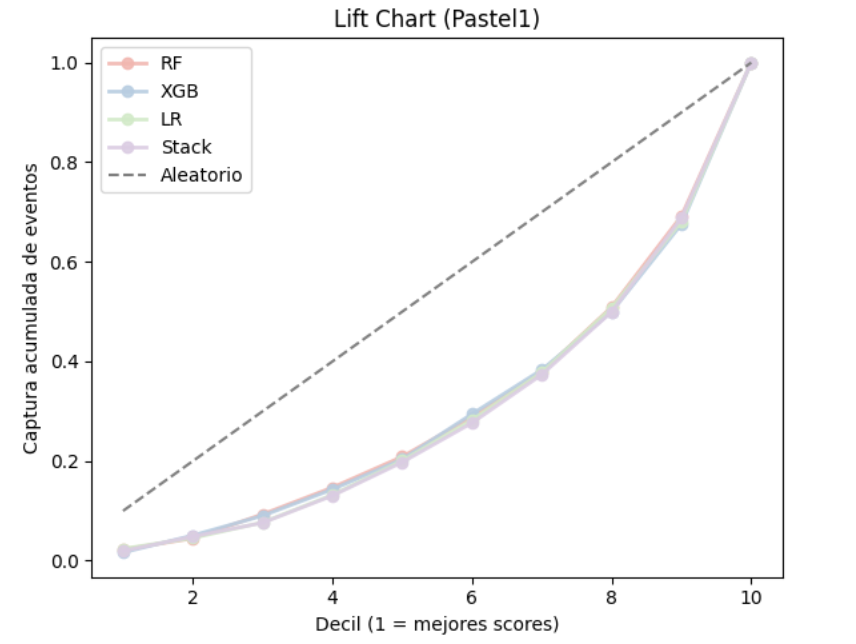 Lift Chart (Pastel1)
RF
XGB
LR
Stack
Aleatorio
Captura acumulada de eventos
1.0
0.8
0.6
0.4
0.2
0.0
2 4 6 8 10
Decil (1 = mejores scores)